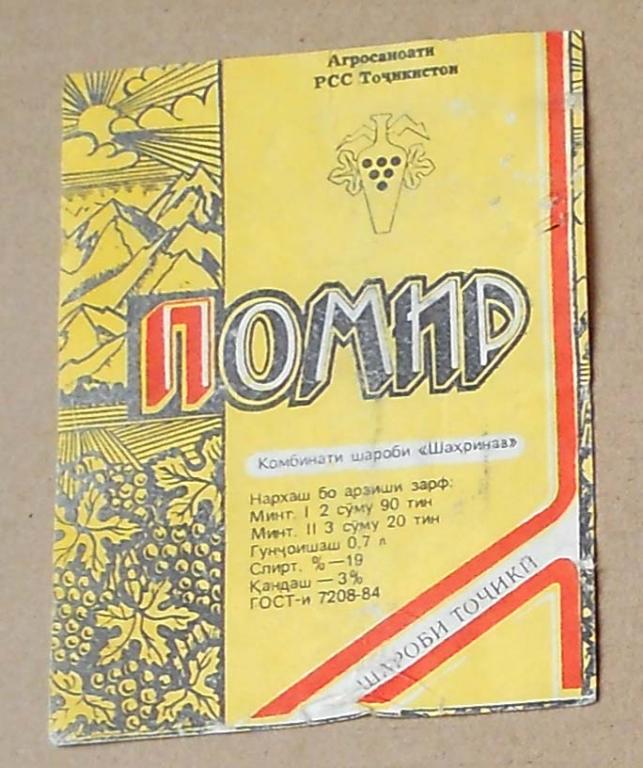 Агросаноати
РСС Тоҷикистон
ПОМИР
Комбинати шароби «Шаҳринав»
Нархаш бо арзиши зарф:
Минт. I 2 сӯму 90 тин
Минт. II 3 сӯму 20 тин
Гунҷоишаш 0,7 л
Спирт. % —19
Қандаш — 3%
ГОСТ-и 7208-84
ШАРОБИ ТОҶИКӢ